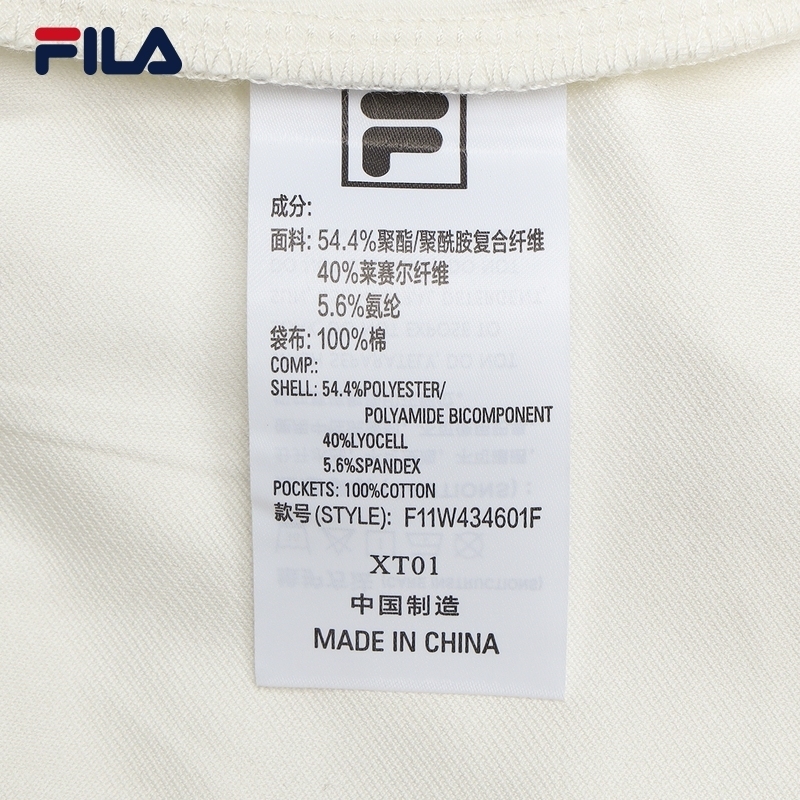 FILA
成分:
面料: 54.4%聚酯/聚酰胺复合纤维
40%莱赛尔纤维
5.6%氨纶
袋布: 100%棉
COMP.:
SHELL: 54.4%POLYESTER/
POLYAMIDE BICOMPONENT
40%LYOCELL
5.6%SPANDEX
POCKETS: 100%COTTON
款号(STYLE): F11W434601F
XT01
中国制造
MADE IN CHINA